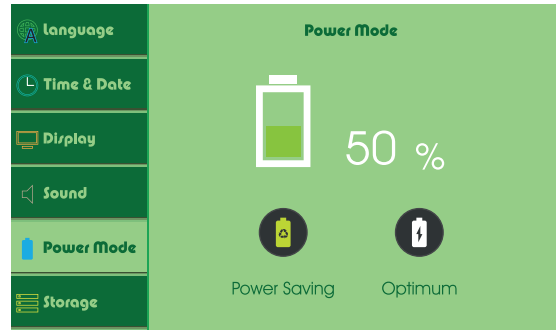 Language
Time & Date
Display
Sound
Power Mode
Storage
Power Mode
50 %
Power Saving
Optimum